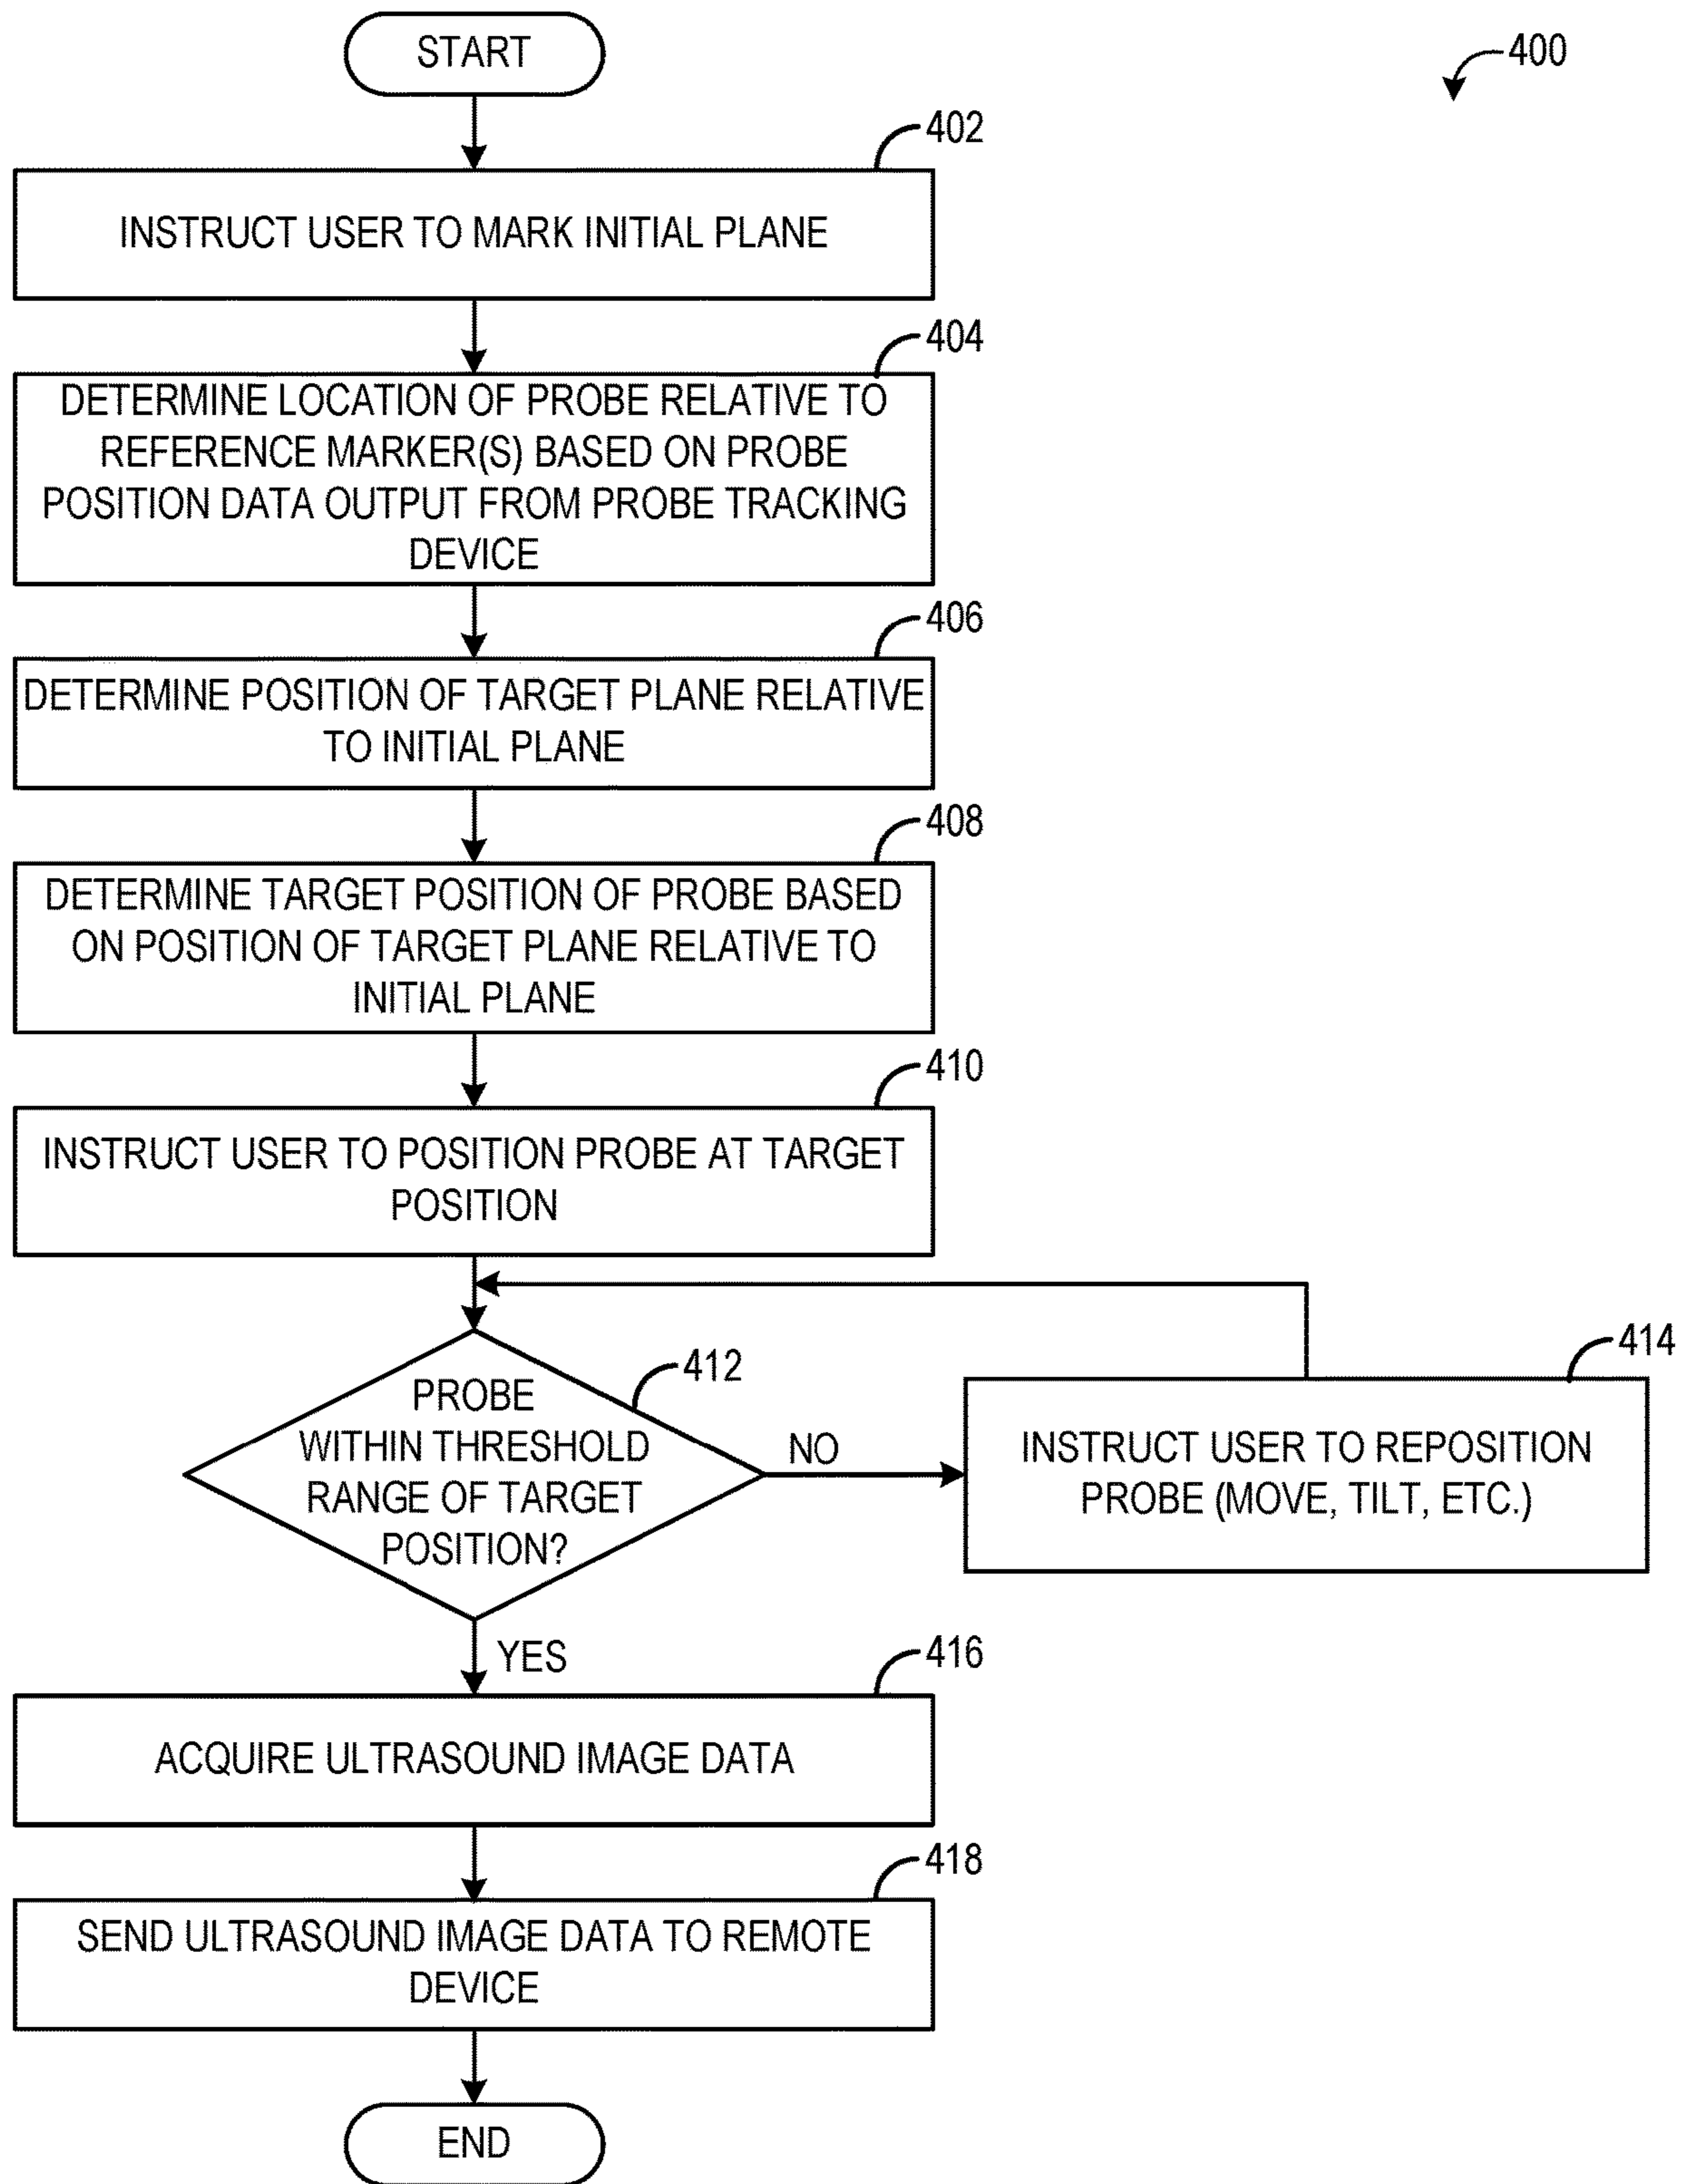 START
400
402
INSTRUCT USER TO MARK INITIAL PLANE
404
DETERMINE LOCATION OF PROBE RELATIVE TO
REFERENCE MARKER(S) BASED ON PROBE
POSITION DATA OUTPUT FROM PROBE TRACKING
DEVICE
406
DETERMINE POSITION OF TARGET PLANE RELATIVE
TO INITIAL PLANE
408
DETERMINE TARGET POSITION OF PROBE BASED
ON POSITION OF TARGET PLANE RELATIVE TO
INITIAL PLANE
410
INSTRUCT USER TO POSITION PROBE AT TARGET
POSITION
412
PROBE
WITHIN THRESHOLD
RANGE OF TARGET
POSITION?
NO
414
INSTRUCT USER TO REPOSITION
PROBE (MOVE, TILT, ETC.)
YES
416
ACQUIRE ULTRASOUND IMAGE DATA
418
SEND ULTRASOUND IMAGE DATA TO REMOTE
DEVICE
END